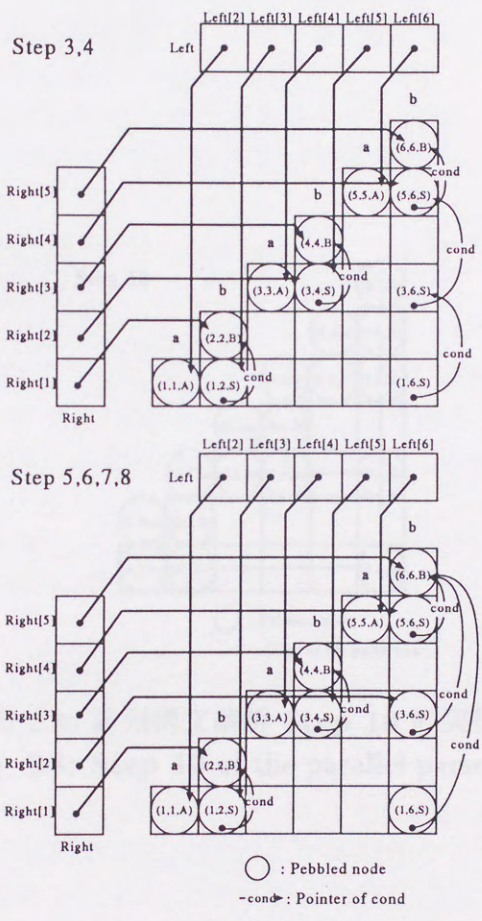 Left[2] Left[3] Left[4] Left[5] Left[6]
Step 3,4
Left
b
a (6,6,B)
cond
Right[5] b (5,5,A) (5,6,S)
Right[4] a (4,4,B) cond
cond
Right[3] b (3,3,A) (3,4,S) (3,6,S)
Right[2] a (2,2,B) cond
cond
Right[1] (1,1,A) (1,2,S) (1,6,S)
Right
Left[2] Left[3] Left[4] Left[5] Left[6]
Step 5,6,7,8
Left
b
a (6,6,B)
cond
Right[5] b (5,5,A) (5,6,S)
Right[4] a (4,4,B) cond
cond
Right[3] b (3,3,A) (3,4,S)
Right[2] a (2,2,B) cond
cond
Right[1] (1,1,A) (1,2,S) (1,6,S)
Right
: Pebbled node
cond : Pointer of cond